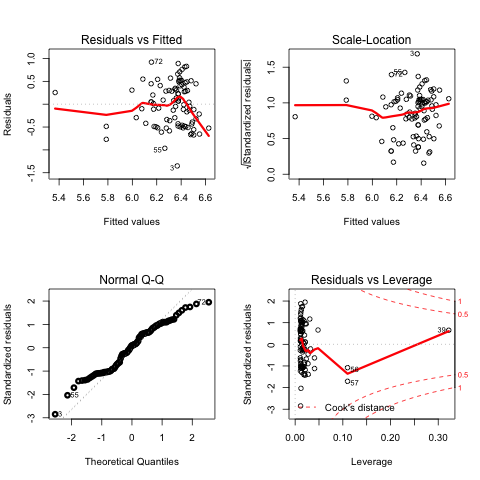 Residuals vs Fitted
Residuals
1.0
0.5
-0.5
-1.5
72
55
3
5.4 5.6 5.8 6.0 6.2 6.4 6.6
Fitted values
Scale-Location
√|Standardized residuals|
1.5
1.0
0.5
0.0
3
55
72
5.4 5.6 5.8 6.0 6.2 6.4 6.6
Fitted values
Normal Q-Q
Standardized residuals
2
1
0
-1
-2
-3
72
55
3
-2 -1 0 1 2
Theoretical Quantiles
Residuals vs Leverage
Standardized residuals
2
1
0
-1
-2
-3
1
0.5
39
0.5
1
58
57
Cook's distance
0.00 0.10 0.20 0.30
Leverage